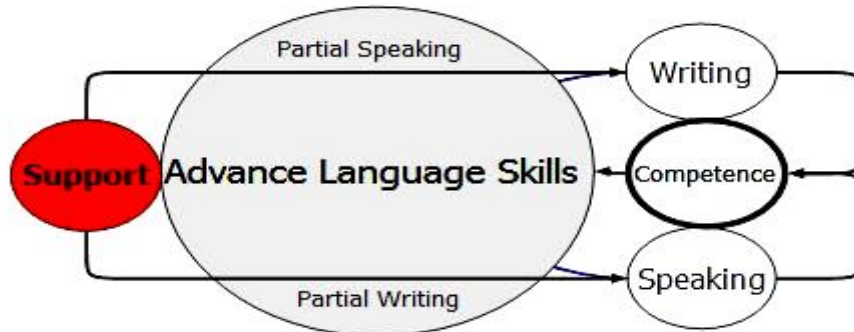 Partial Speaking
Writing
Support
Advance Language Skills
Competence
Speaking
Partial Writing